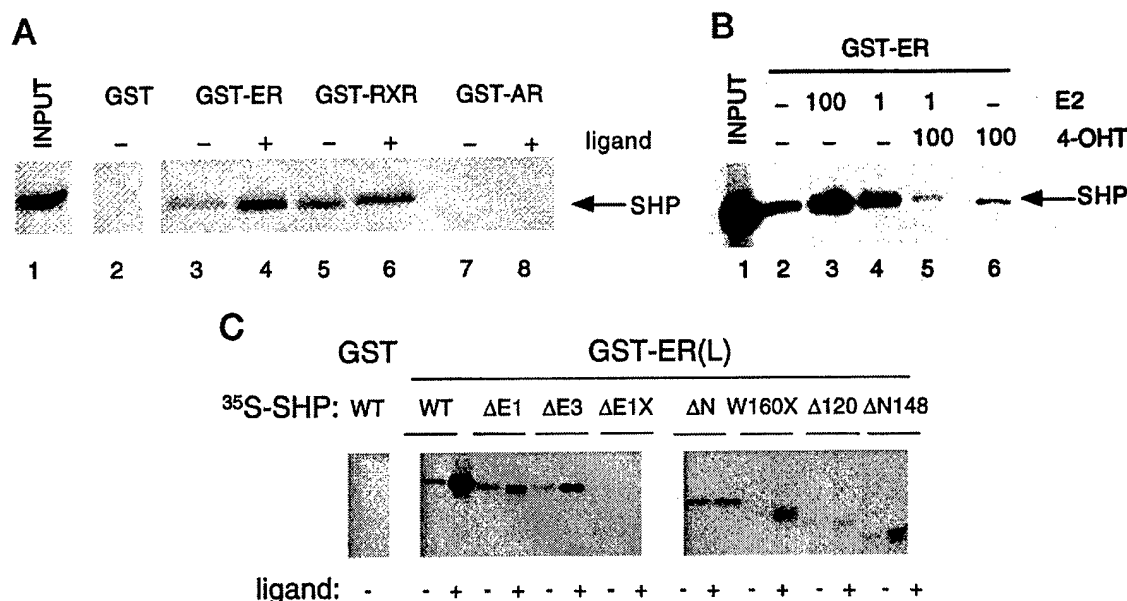 A
INPUT GST GST-ER GST-RXR GST-AR
– – + – + – + ligand
SHP
1 2 3 4 5 6 7 8
B
GST-ER
INPUT – 100 1 1 – E2
– – – 100 100 4-OHT
SHP
1 2 3 4 5 6
C
GST GST-ER(L)
³⁵S-SHP: WT WT ΔE1 ΔE3 ΔE1X ΔN W160X Δ120 ΔN148
ligand: - - + - + - + - + - + - + - + - +